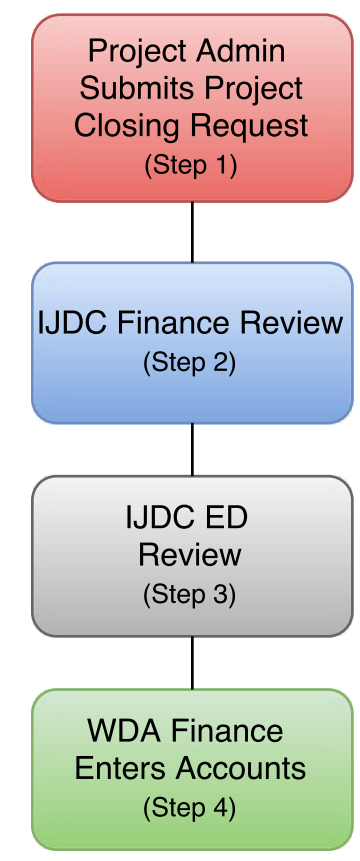 Project Admin
Submits Project
Closing Request
(Step 1)
IJDC Finance Review
(Step 2)
IJDC ED
Review
(Step 3)
WDA Finance
Enters Accounts
(Step 4)